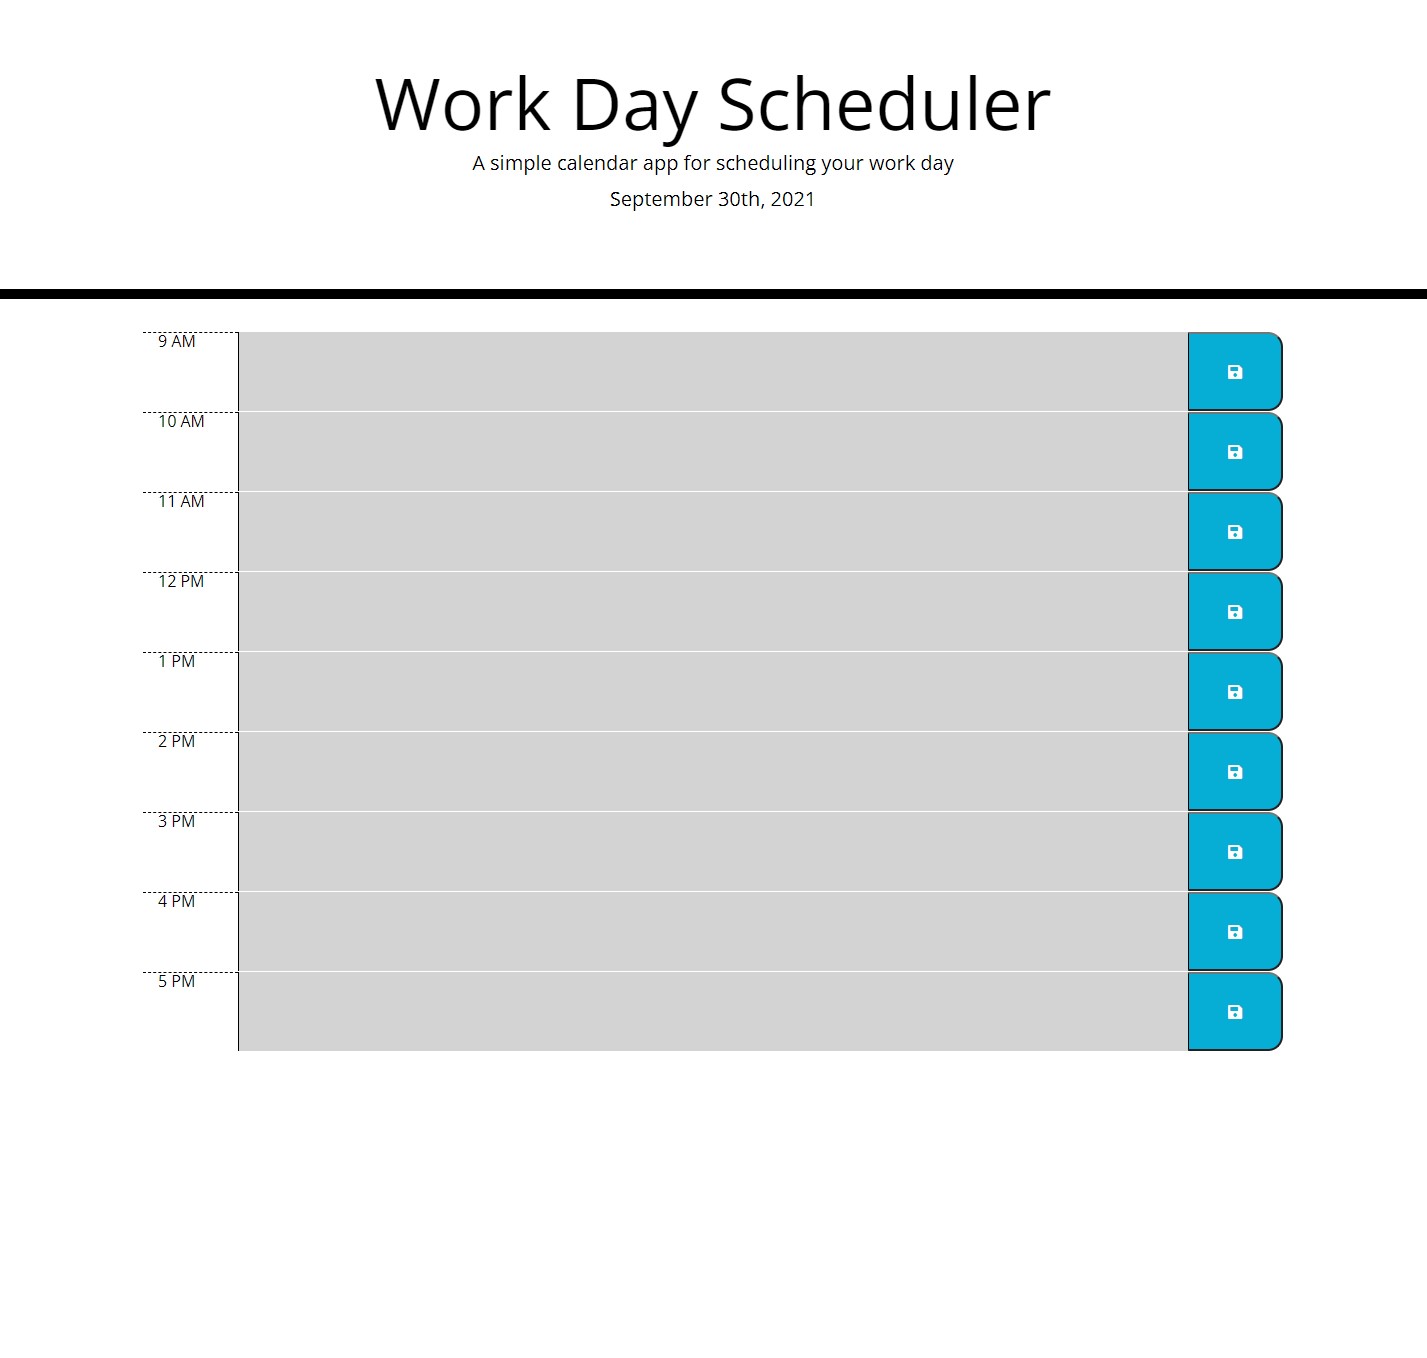 Work Day Scheduler
A simple calendar app for scheduling your work day
September 30th, 2021
9 AM
10 AM
11 AM
12 PM
1 PM
2 PM
3 PM
4 PM
5 PM